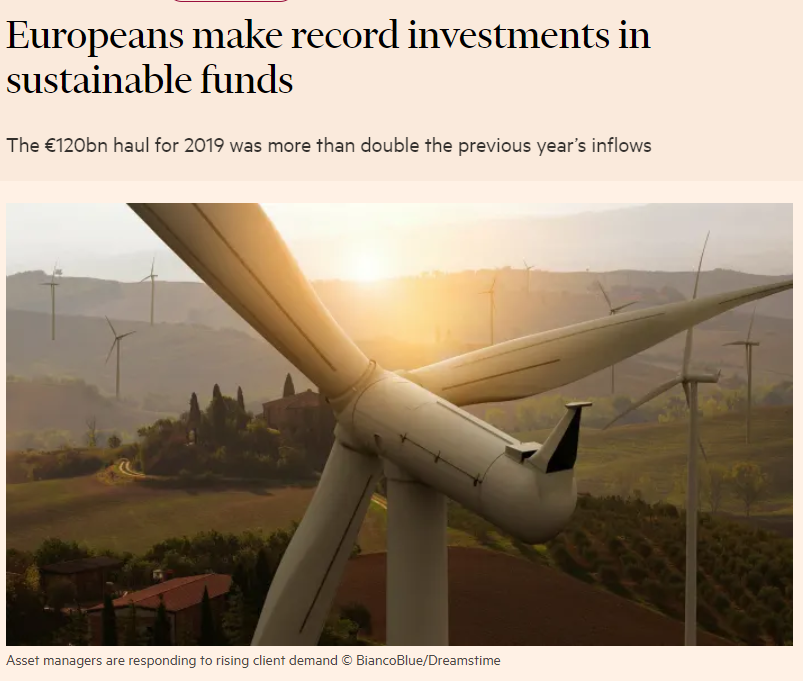 Europeans make record investments in
sustainable funds
The €120bn haul for 2019 was more than double the previous year’s inflows
Asset managers are responding to rising client demand © BiancoBlue/Dreamstime